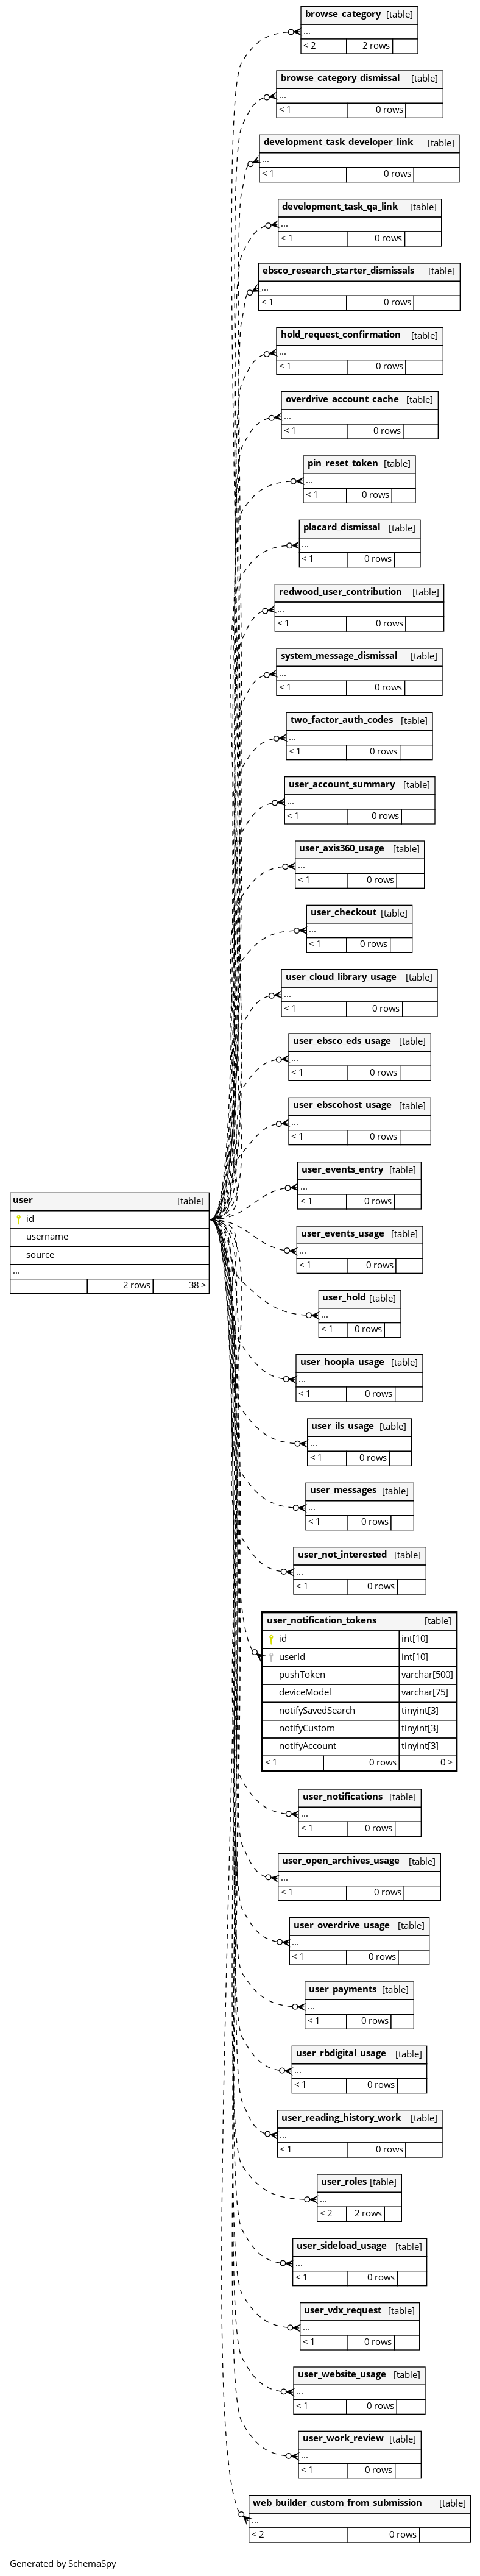 browse_category [table]
...
< 2 2 rows
browse_category_dismissal [table]
...
< 1 0 rows
development_task_developer_link [table]
...
< 1 0 rows
development_task_qa_link [table]
...
< 1 0 rows
ebsco_research_starter_dismissals [table]
...
< 1 0 rows
hold_request_confirmation [table]
...
< 1 0 rows
overdrive_account_cache [table]
...
< 1 0 rows
pin_reset_token [table]
...
< 1 0 rows
placard_dismissal [table]
...
< 1 0 rows
redwood_user_contribution [table]
...
< 1 0 rows
system_message_dismissal [table]
...
< 1 0 rows
two_factor_auth_codes [table]
...
< 1 0 rows
user_account_summary [table]
...
< 1 0 rows
user_axis360_usage [table]
...
< 1 0 rows
user_checkout [table]
...
< 1 0 rows
user_cloud_library_usage [table]
...
< 1 0 rows
user_ebsco_eds_usage [table]
...
< 1 0 rows
user_ebscohost_usage [table]
...
< 1 0 rows
user_events_entry [table]
...
< 1 0 rows
user [table]
id
username
source
...
2 rows 38 >
user_events_usage [table]
...
< 1 0 rows
user_hold [table]
...
< 1 0 rows
user_hoopla_usage [table]
...
< 1 0 rows
user_ils_usage [table]
...
< 1 0 rows
user_messages [table]
...
< 1 0 rows
user_not_interested [table]
...
< 1 0 rows
user_notification_tokens [table]
id int[10]
userId int[10]
pushToken varchar[500]
deviceModel varchar[75]
notifySavedSearch tinyint[3]
notifyCustom tinyint[3]
notifyAccount tinyint[3]
< 1 0 rows 0 >
user_notifications [table]
...
< 1 0 rows
user_open_archives_usage [table]
...
< 1 0 rows
user_overdrive_usage [table]
...
< 1 0 rows
user_payments [table]
...
< 1 0 rows
user_rbdigital_usage [table]
...
< 1 0 rows
user_reading_history_work [table]
...
< 1 0 rows
user_roles [table]
...
< 2 2 rows
user_sideload_usage [table]
...
< 1 0 rows
user_vdx_request [table]
...
< 1 0 rows
user_website_usage [table]
...
< 1 0 rows
user_work_review [table]
...
< 1 0 rows
web_builder_custom_from_submission [table]
...
< 2 0 rows
Generated by SchemaSpy